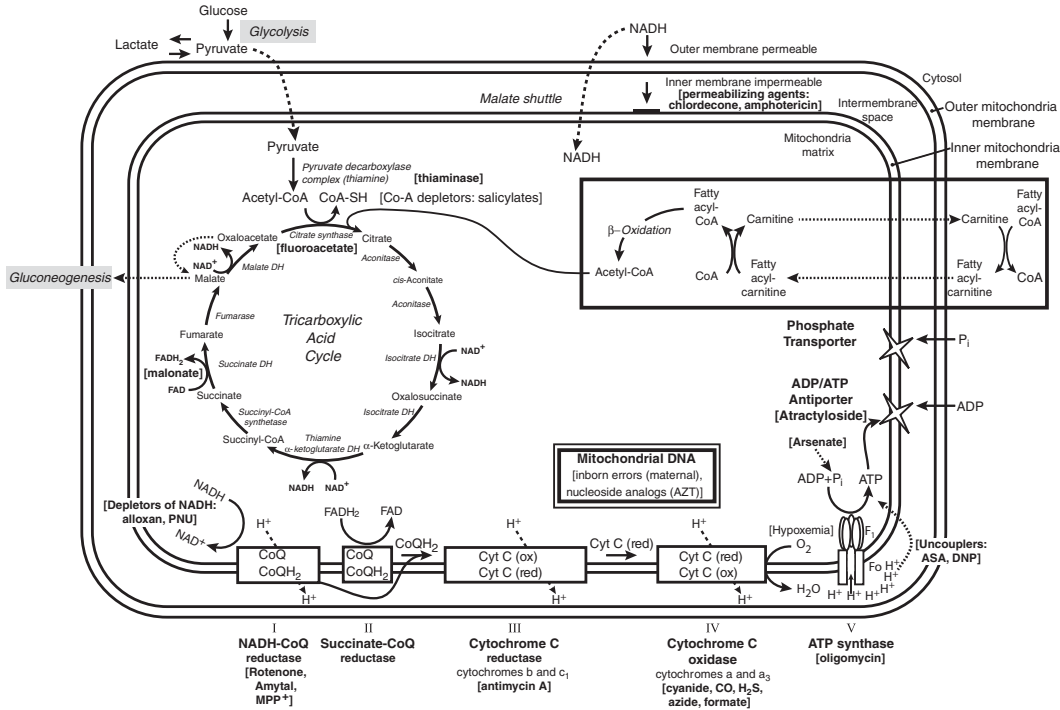 Glucose
Glycolysis
Lactate
Pyruvate
NADH
Outer membrane permeable
Inner membrane impermeable
[permeabilizing agents:
chlordecone, amphotericin]
Malate shuttle
Cytosol
Intermembrane
space
Outer mitochondria
membrane
Mitochondria
matrix
Inner mitochondria
membrane
Pyruvate
NADH
Pyruvate decarboxylase
complex (thiamine)
[thiaminase]
Acetyl-CoA
CoA-SH
[Co-A depletors: salicylates]
Citrate synthase
[fluoroacetate]
Oxaloacetate
Citrate
NADH
NAD⁺
Malate DH
Aconitase
Gluconeogenesis
Malate
cis-Aconitate
Aconitase
Fumarase
Tricarboxylic
Acid
Cycle
Fumarate
Isocitrate
FADH₂
[malonate]
FAD
Succinate DH
Isocitrate DH
NAD⁺
NADH
Succinate
Oxalosuccinate
Succinyl-CoA
synthetase
Isocitrate DH
Succinyl-CoA
Thiamine
α-ketoglutarate DH
α-Ketoglutarate
NADH
NAD⁺
Fatty
acyl-
CoA
Carnitine
Carnitine
Fatty
acyl-
CoA
β–Oxidation
Acetyl-CoA
CoA
Fatty
acyl-
carnitine
Fatty
acyl-
carnitine
CoA
Phosphate
Transporter
Pᵢ
ADP/ATP
Antiporter
[Atractyloside]
ADP
[Arsenate]
ADP+Pᵢ
ATP
Mitochondrial DNA
[inborn errors (maternal),
nucleoside analogs (AZT)]
NADH
[Depletors of NADH:
alloxan, PNU]
NAD⁺
H⁺
FADH₂
FAD
CoQH₂
H⁺
Cyt C (red)
H⁺
[Hypoxemia]
O₂
F₁
[Uncouplers:
ASA, DNP]
CoQ
CoQH₂
CoQ
CoQH₂
Cyt C (ox)
Cyt C (red)
Cyt C (red)
Cyt C (ox)
H₂O
Fo
H⁺
H⁺
H⁺
H⁺
H⁺
H⁺
H⁺
H⁺
I
NADH-CoQ
reductase
[Rotenone,
Amytal,
MPP⁺]
II
Succinate-CoQ
reductase
III
Cytochrome C
reductase
cytochromes b and c₁
[antimycin A]
IV
Cytochrome C
oxidase
cytochromes a and a₃
[cyanide, CO, H₂S,
azide, formate]
V
ATP synthase
[oligomycin]